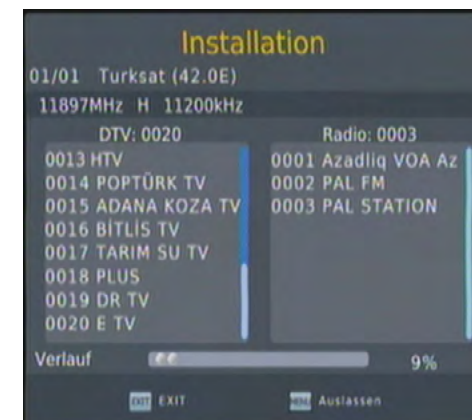 Installation
01/01 Turksat (42.0E)
11897MHz H 11200kHz
DTV: 0020
0013 HTV
0014 POPTÜRK TV
0015 ADANA KOZA TV
0016 BİTLİS TV
0017 TARIM SU TV
0018 PLUS
0019 DR TV
0020 E TV
Radio: 0003
0001 Azadliq VOA Az
0002 PAL FM
0003 PAL STATION
Verlauf 9%
EXIT EXIT
MENU Auslassen